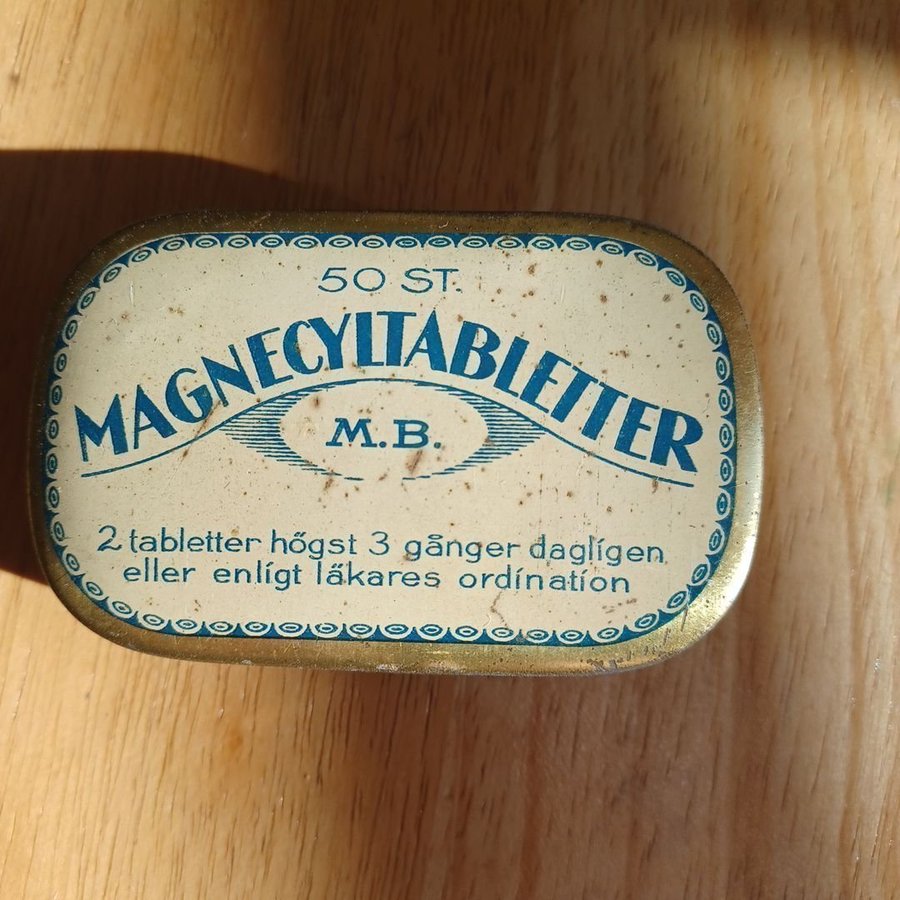 50 ST.
MAGNECYLTABLETTER
M.B.
2 tabletter högst 3 gånger dagligen
eller enligt läkares ordination